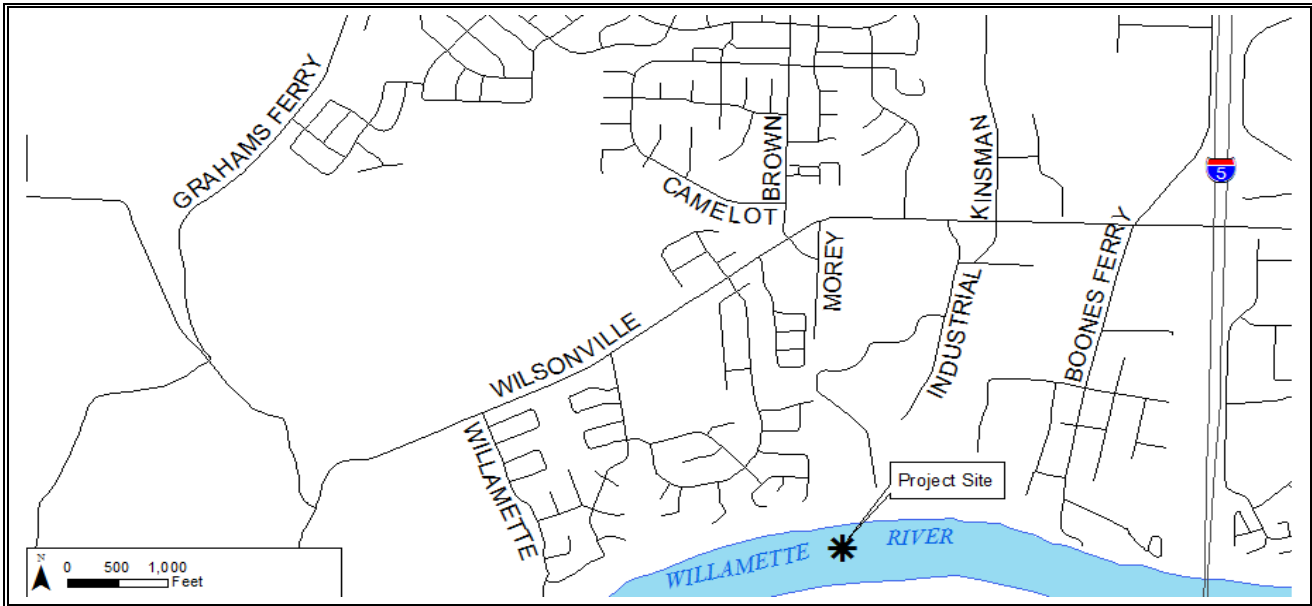 GRAHAMS FERRY
BROWN
KINSMAN
5
CAMELOT
MOREY
BOONES FERRY
INDUSTRIAL
WILSONVILLE
WILLAMETTE
Project Site
WILLAMETTE RIVER
N
0 500 1,000
Feet